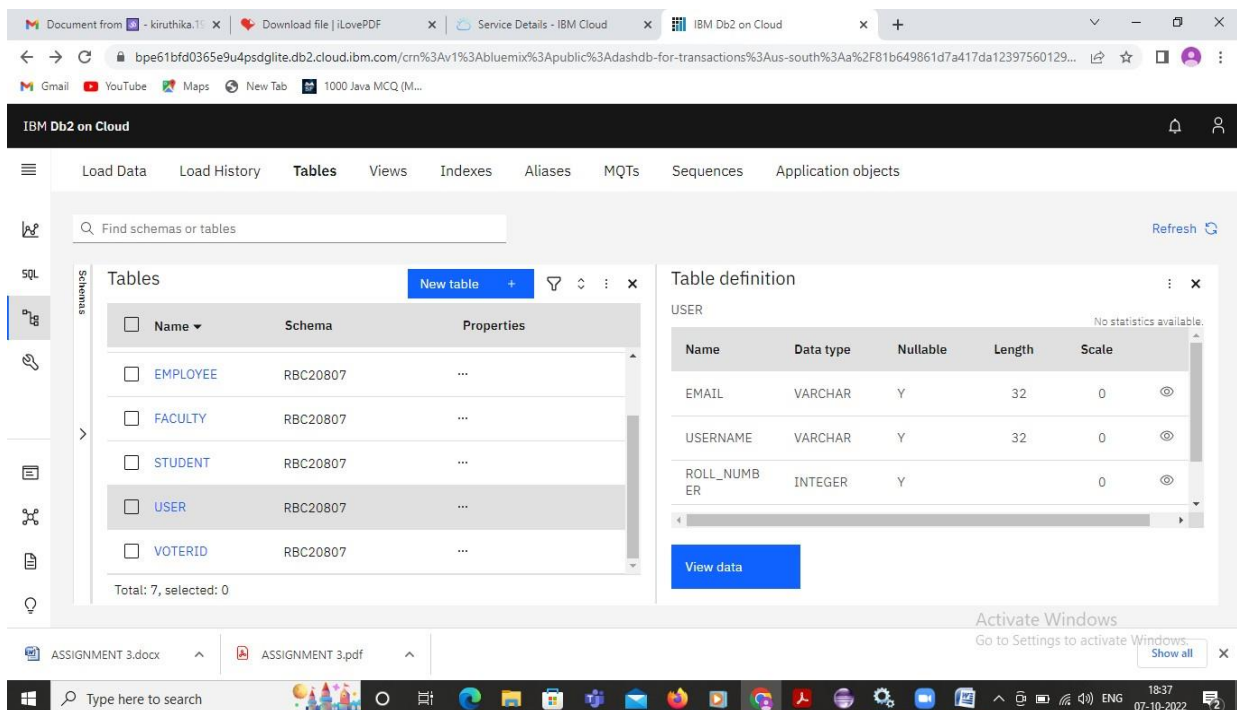 Document from - kiruthika.19
Download file | iLovePDF
Service Details - IBM Cloud
IBM Db2 on Cloud
bpe61bfd0365e9u4psdglite.db2.cloud.ibm.com/crn%3Av1%3Abluemix%3Apublic%3Adashdb-for-transactions%3Aus-south%3Aa%2F81b649861d7a417da12397560129...
Gmail YouTube Maps New Tab 1000 Java MCQ (M...
IBM Db2 on Cloud
Load Data Load History Tables Views Indexes Aliases MQTs Sequences Application objects
Find schemas or tables
Refresh
SQL
Schemas
Tables
New table +
Name Schema Properties
EMPLOYEE RBC20807 ...
FACULTY RBC20807 ...
STUDENT RBC20807 ...
USER RBC20807 ...
VOTERID RBC20807 ...
Total: 7, selected: 0
Table definition
USER
No statistics available.
Name Data type Nullable Length Scale
EMAIL VARCHAR Y 32 0
USERNAME VARCHAR Y 32 0
ROLL_NUMB
ER INTEGER Y 0
View data
Activate Windows
Go to Settings to activate Windows.
ASSIGNMENT 3.docx
ASSIGNMENT 3.pdf
Show all
Type here to search
ENG
18:37
07-10-2022